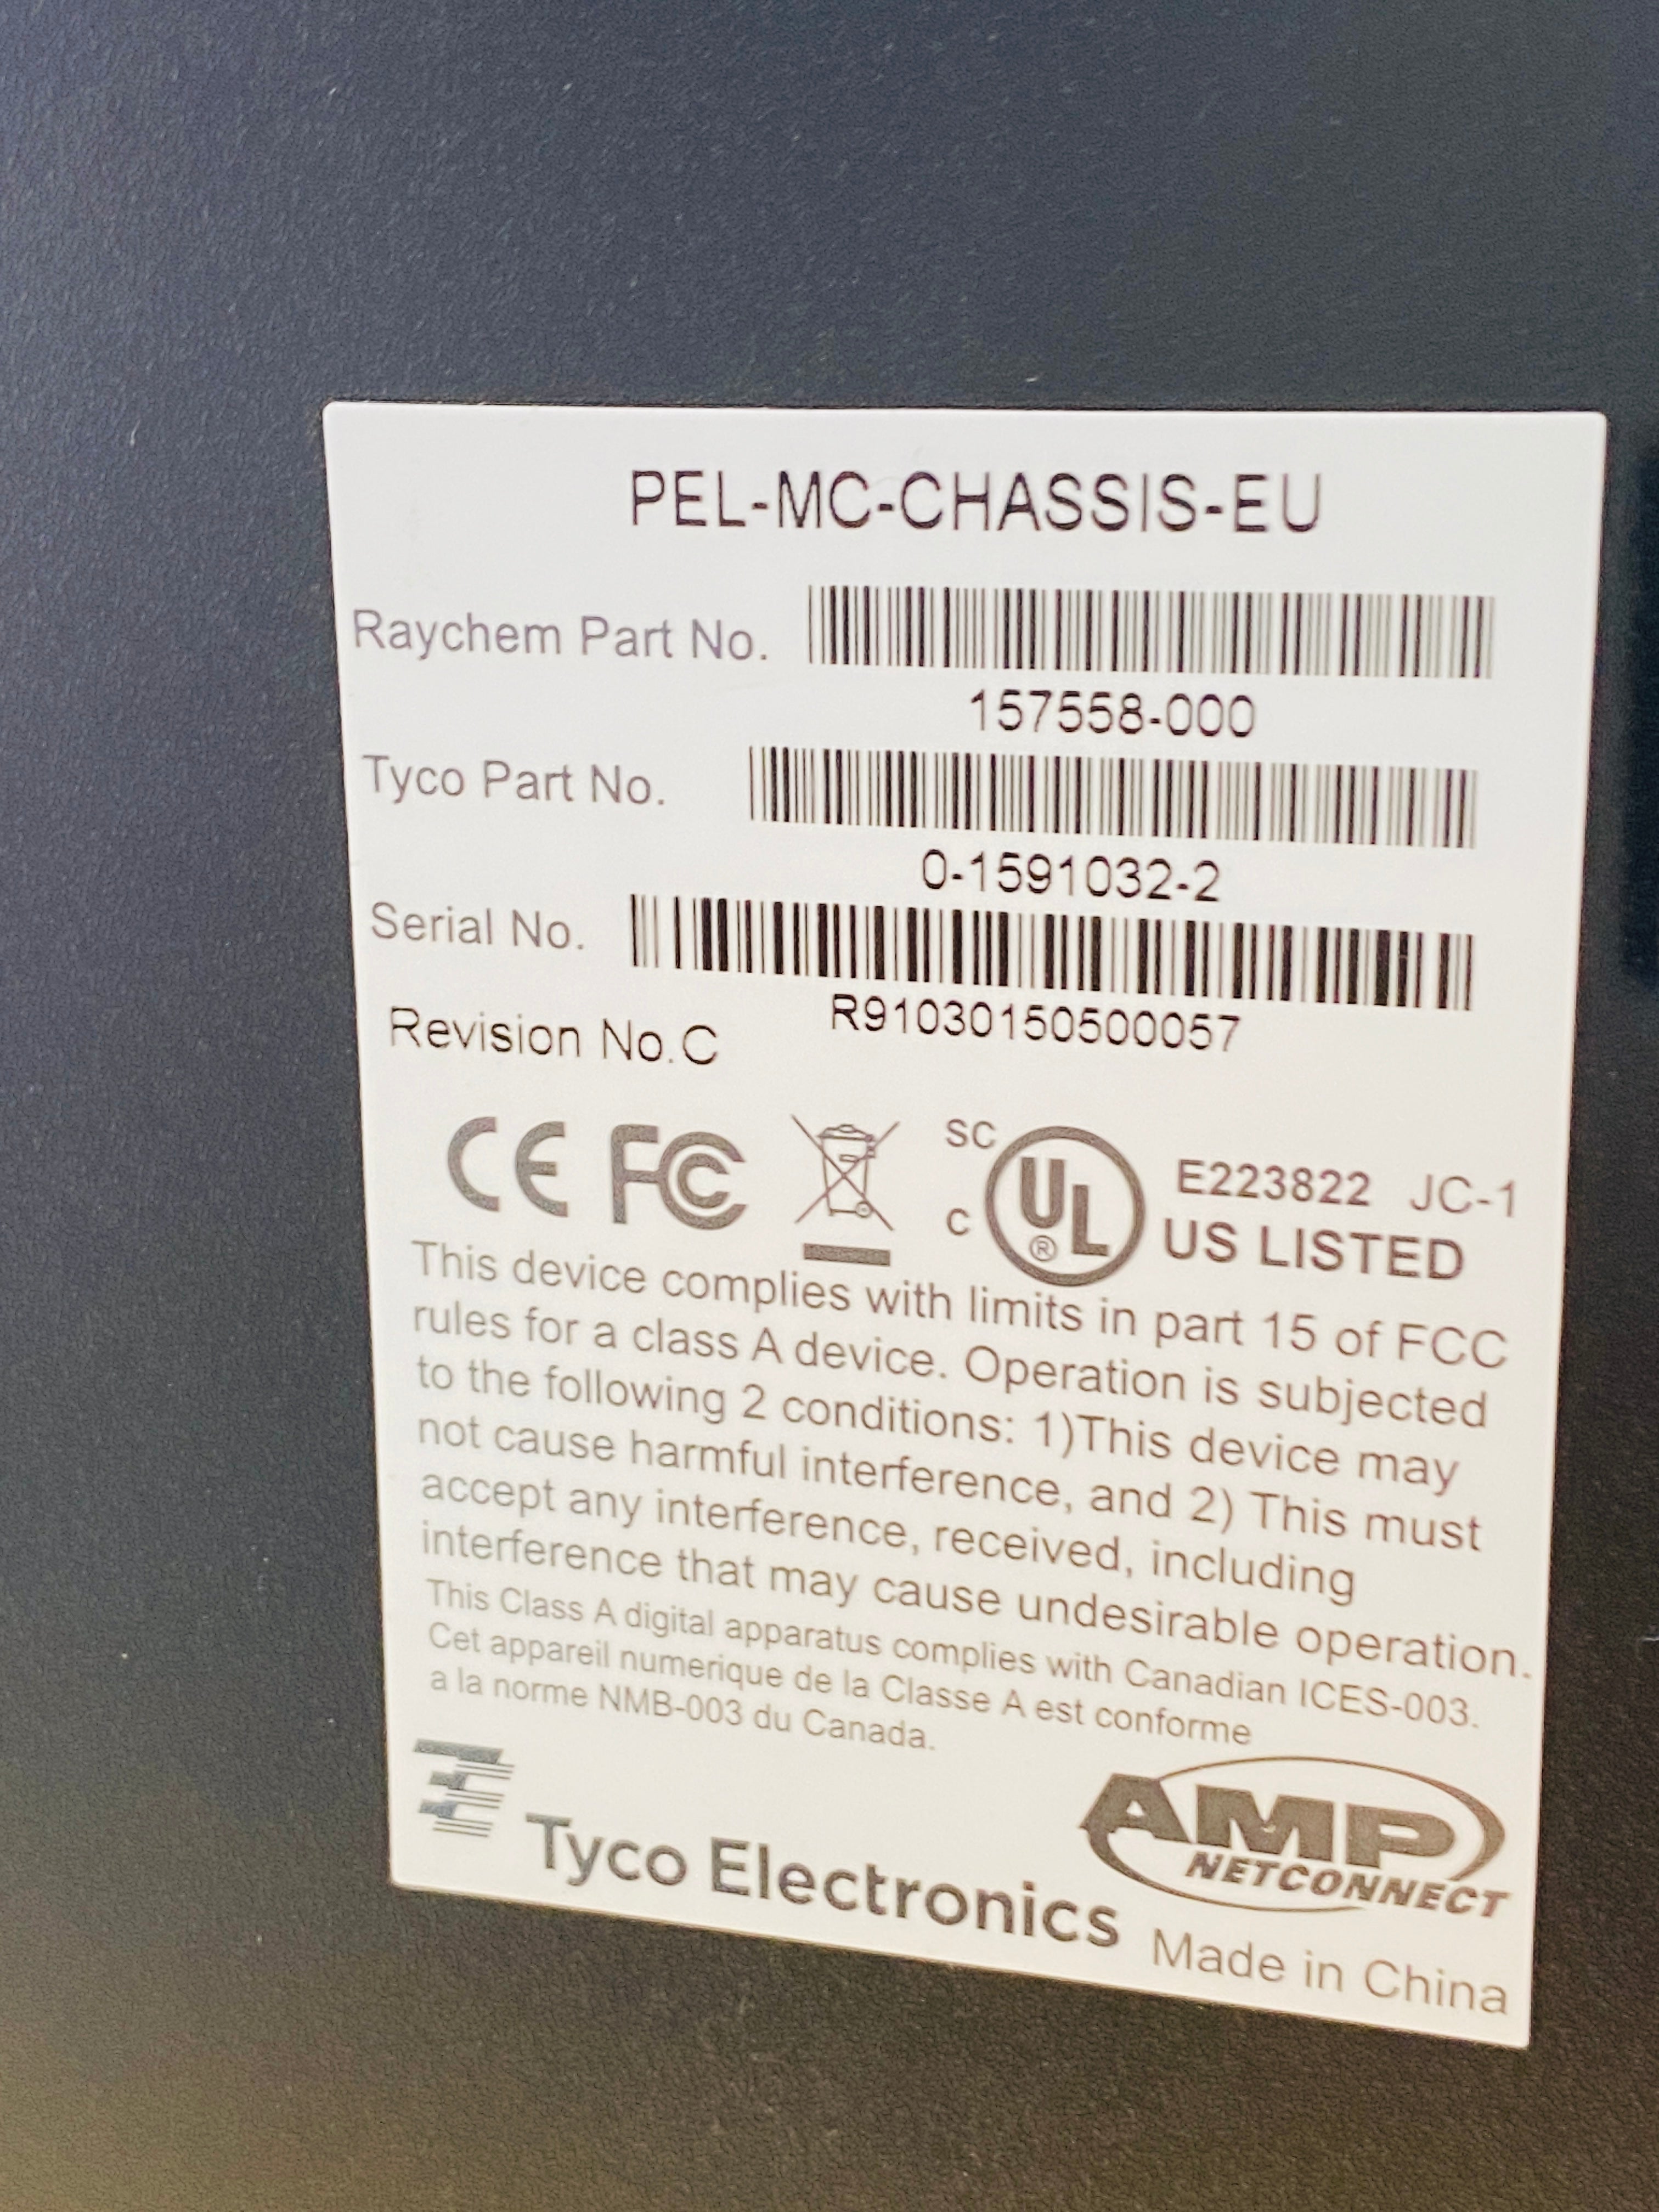 PEL-MC-CHASSIS-EU
Raychem Part No.
157558-000
Tyco Part No.
0-1591032-2
Serial No.
R91030150500057
Revision No.C
CE FC SC C UL ® E223822 JC-1
US LISTED
This device complies with limits in part 15 of FCC
rules for a class A device. Operation is subjected
to the following 2 conditions: 1)This device may
not cause harmful interference, and 2) This must
accept any interference, received, including
interference that may cause undesirable operation.
This Class A digital apparatus complies with Canadian ICES-003.
Cet appareil numerique de la Classe A est conforme
a la norme NMB-003 du Canada.
Tyco Electronics
AMP
NETCONNECT
Made in China